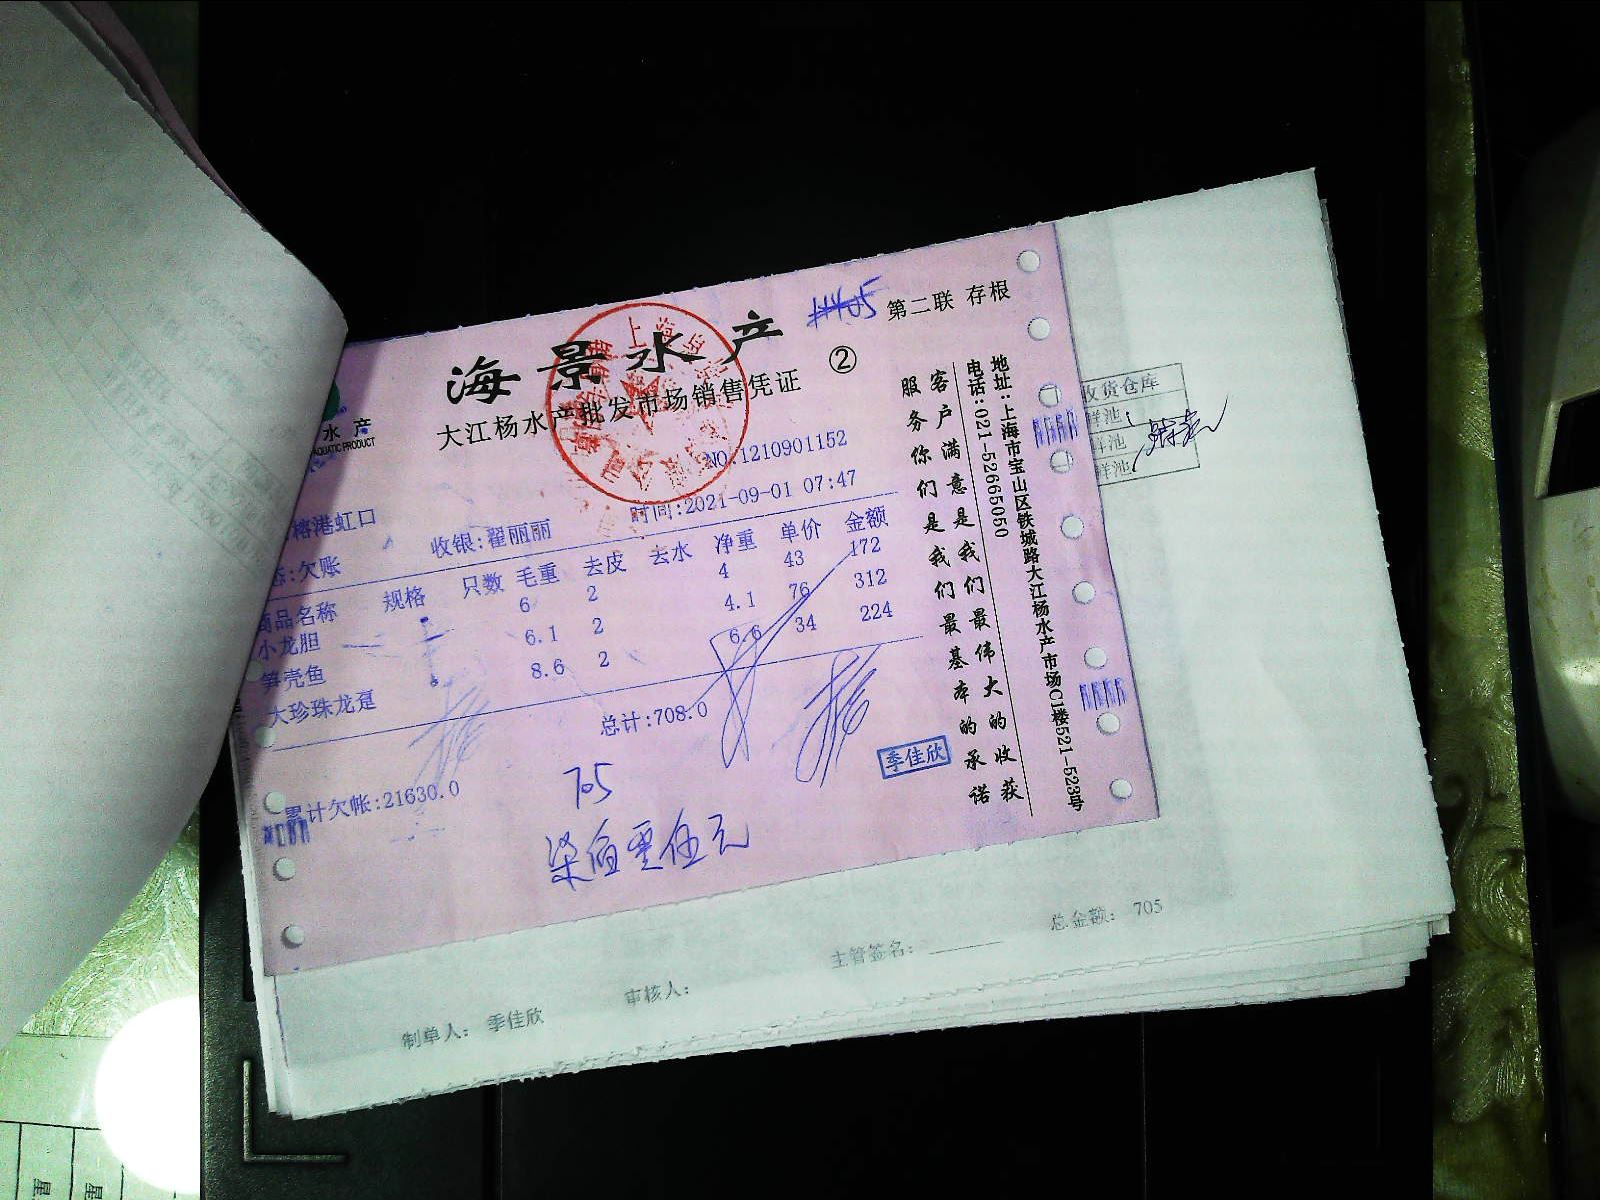 第二联 存根
海景水产
②
大江杨水产批发市场销售凭证
水产
AQUATIC PRODUCT
NO:1210901152
榕港虹口
时间:2021-09-01 07:47
:欠账
收银:翟丽丽
商品名称 规格 只数 毛重 去皮 去水 净重 单价 金额
小龙胆 6 2 4 43 172
笋壳鱼 6.1 2 4.1 76 312
大珍珠龙趸 8.6 2 6.6 34 224
总计:708.0
累计欠帐:21630.0
705
柒佰零伍元
季佳欣
客户满意是我们最伟大的收获
服务你们是我们最基本的承诺
地址:上海市宝山区铁城路大江杨水产市场C1楼521-523号
电话:021-52665050
收货仓库
鲜池
鲜池
鲜池
总金额: 705
主管签名:
审核人:
制单人: 季佳欣